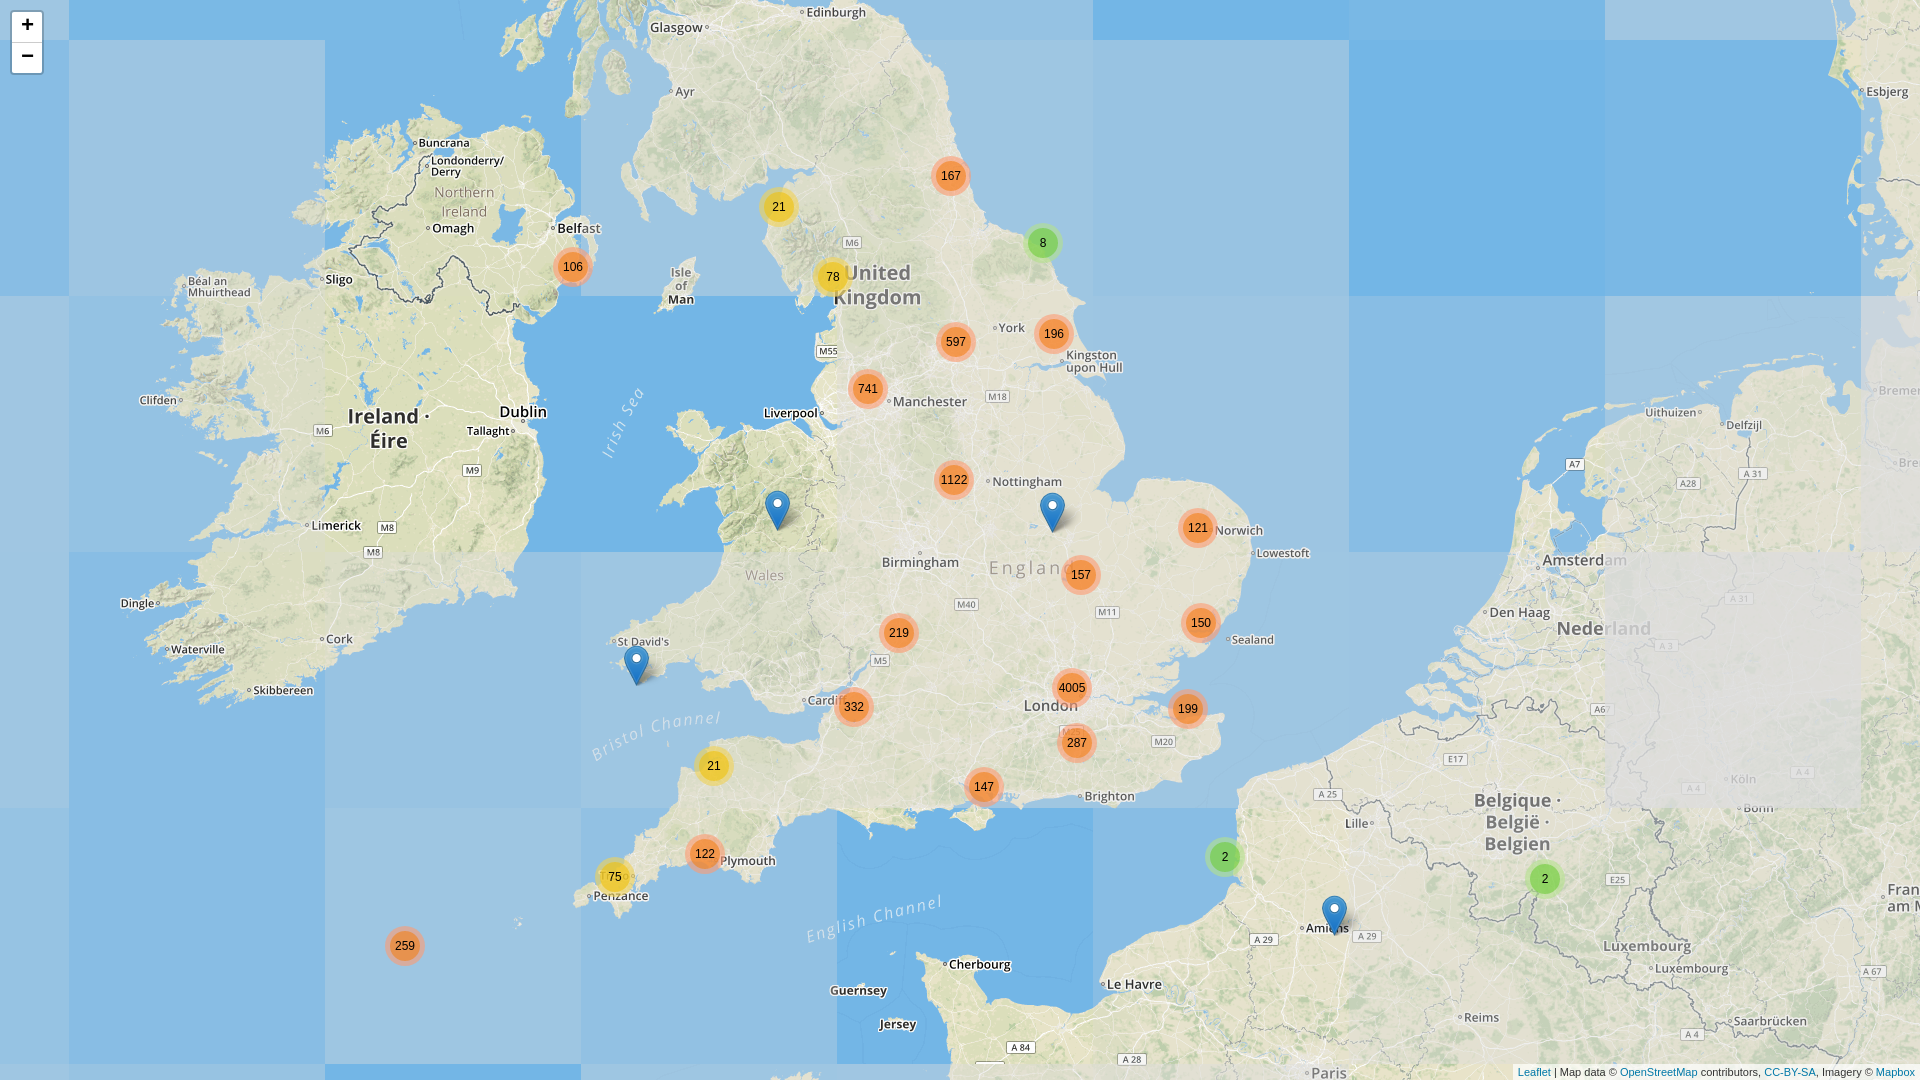 +
−
Glasgow
Edinburgh
Ayr
Esbjerg
Buncrana
Londonderry/
Derry
Northern
Ireland
Omagh
Belfast
167
21
8
106
M6
78
United
Kingdom
Isle
of
Man
Béal an
Mhuirthead
Sligo
York
196
597
Kingston
upon Hull
M55
741
Manchester
M18
Liverpool
Clifden
Ireland ·
Éire
Dublin
Tallaght
M6
M9
Irish Sea
Uithuizen
Delfzijl
A7
A 31
A28
1122
Nottingham
Limerick
M8
M8
121
Norwich
Lowestoft
Birmingham
England
157
Wales
Amsterdam
A 31
Dingle
M40
M11
Den Haag
Nederland
Cork
Waterville
Skibbereen
St David's
219
M5
150
Sealand
A 3
4005
London
199
Cardiff
332
A6
Bristol Channel
287
M20
E17
21
147
Brighton
A 25
Köln
A 4
A 4
Bonn
Belgique ·
België ·
Belgien
Lille
122
Plymouth
75
Penzance
2
2
E25
English Channel
259
Amiens
A 29
A 29
Luxembourg
Luxembourg
A 67
Cherbourg
Guernsey
Jersey
Le Havre
Reims
Saarbrücken
A 4
A 84
A 28
Paris
Leaflet | Map data © OpenStreetMap contributors, CC-BY-SA, Imagery © Mapbox